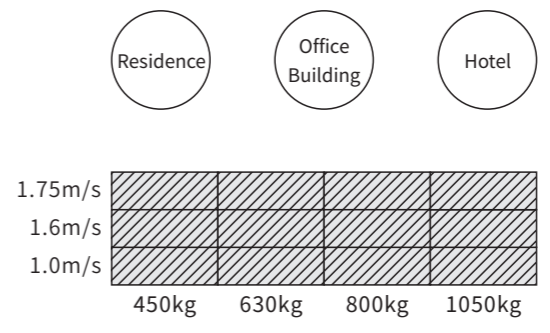 Residence
Office
Building
Hotel
1.75m/s
1.6m/s
1.0m/s
450kg 630kg 800kg 1050kg